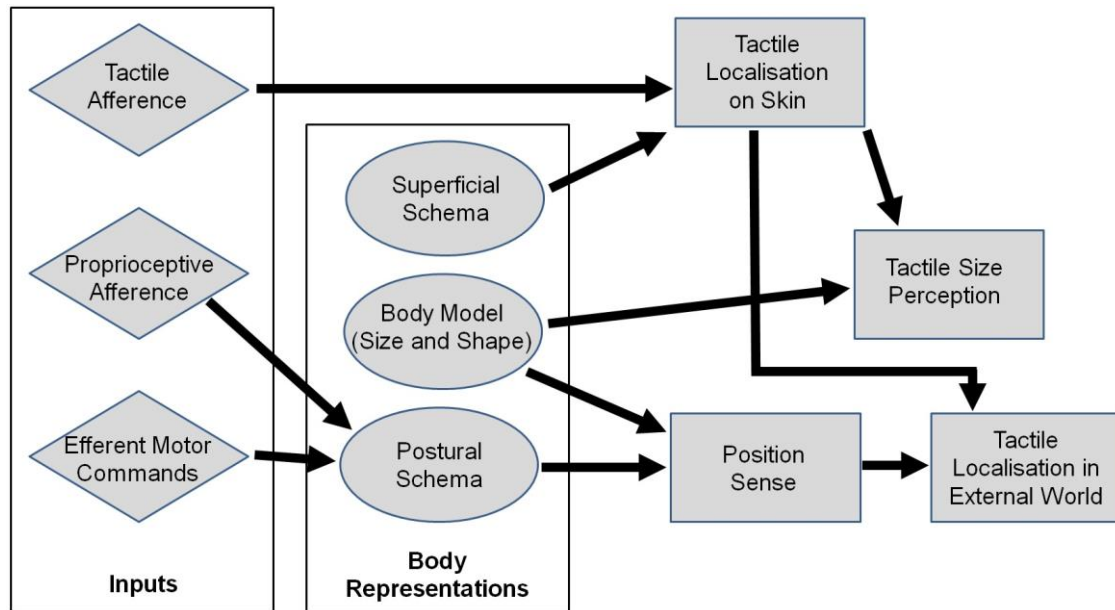 Tactile
Afference
Proprioceptive
Afference
Efferent Motor
Commands
Inputs
Superficial
Schema
Body Model
(Size and Shape)
Postural
Schema
Body
Representations
Tactile
Localisation
on Skin
Tactile Size
Perception
Position
Sense
Tactile
Localisation in
External World